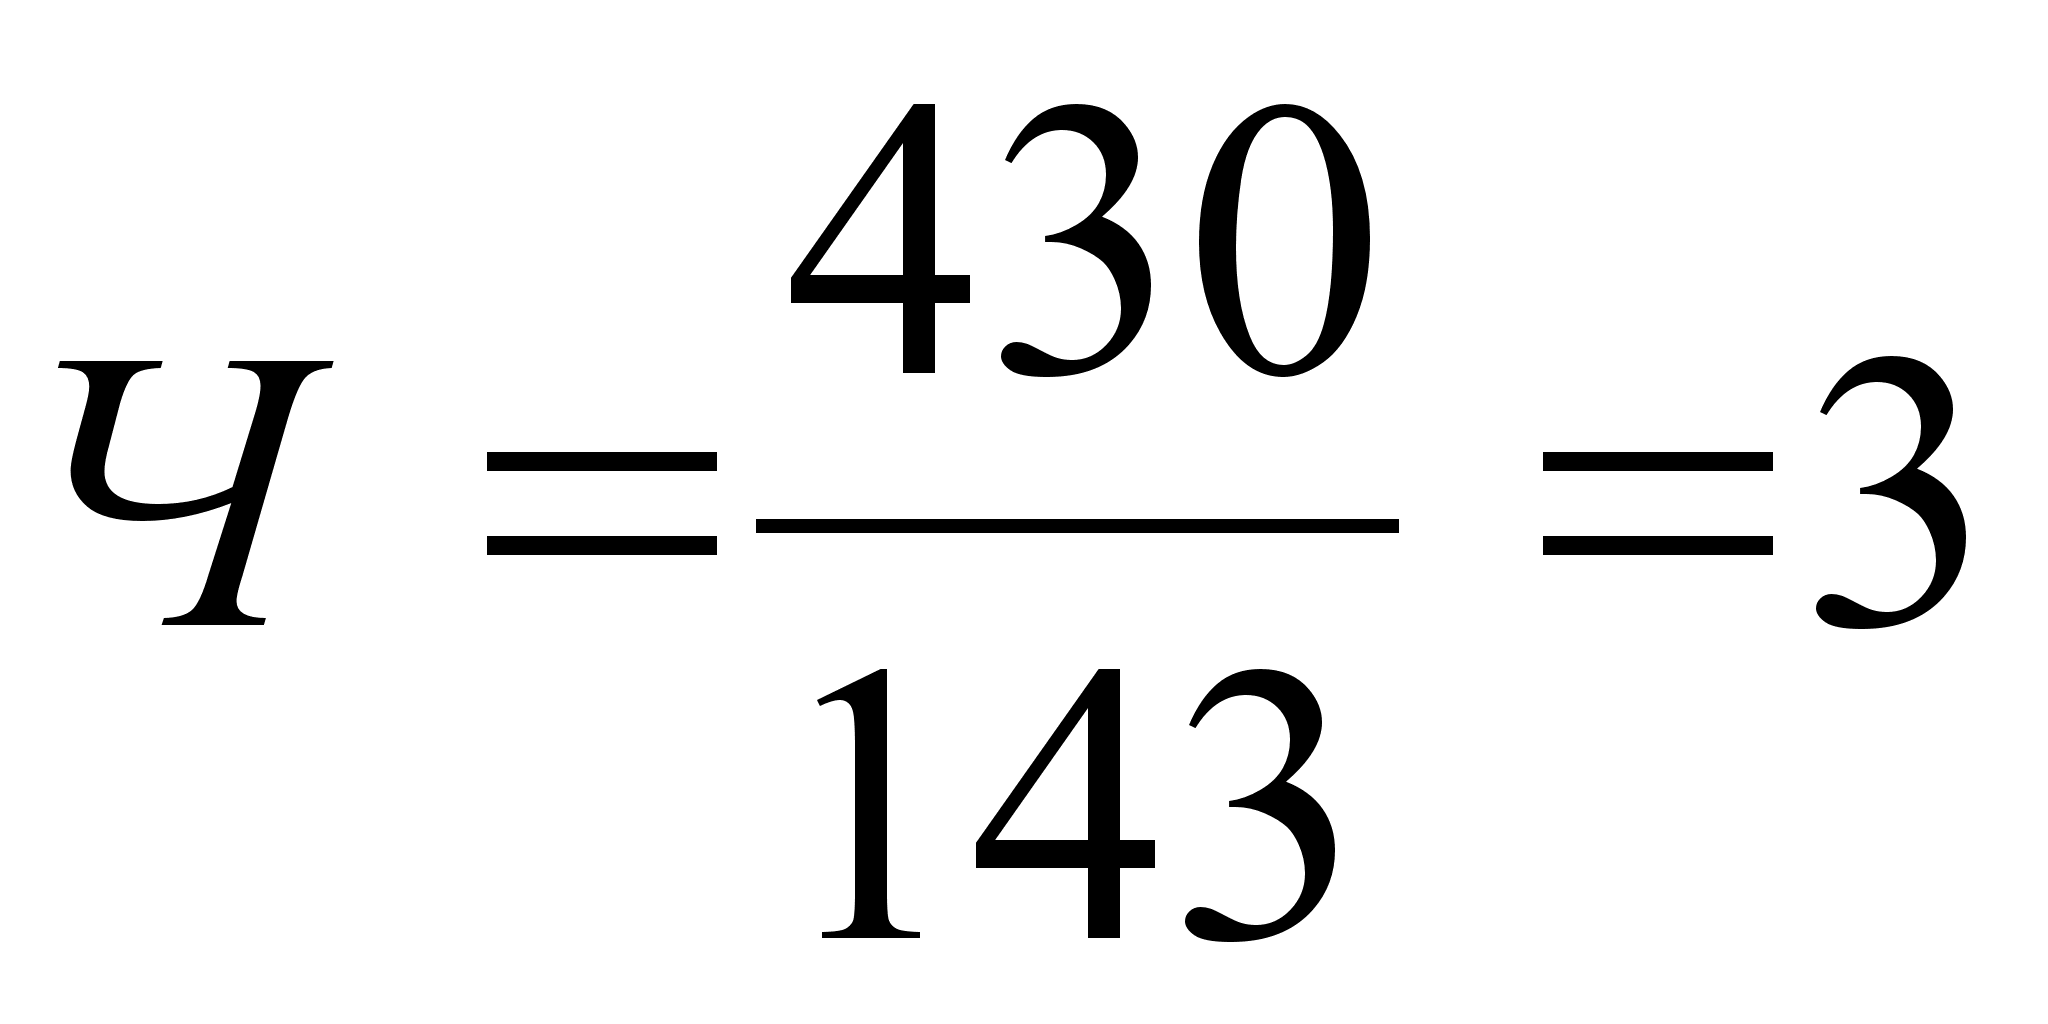 Ч = 430/143 = 3